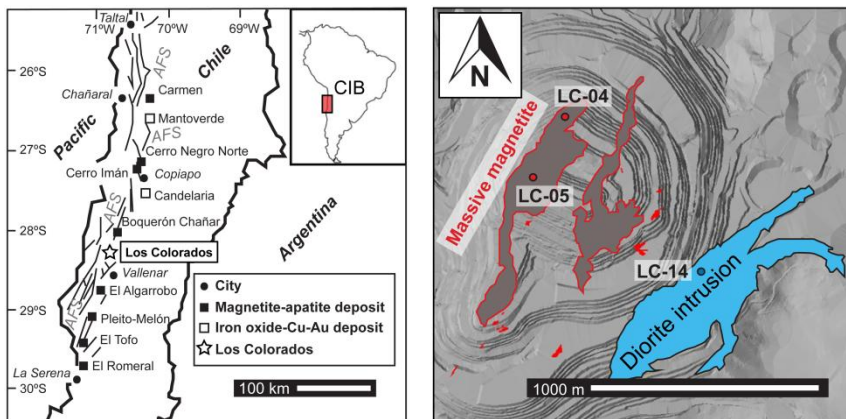 Taltal
71ºW
70ºW
69ºW
AFS
Chile
CIB
26ºS
Chañaral
Carmen
Pacific
Mantoverde
27ºS
AFS
Cerro Negro Norte
Cerro Imán
Copiapo
Candelaria
AFS
Boquerón Chañar
Argentina
28ºS
Los Colorados
Vallenar
City
El Algarrobo
Magnetite-apatite deposit
29ºS
AFS
Pleito-Melón
Iron oxide-Cu-Au deposit
El Tofo
Los Colorados
La Serena
El Romeral
30ºS
100 km
N
LC-04
Massive magnetite
LC-05
LC-14
Diorite intrusion
1000 m